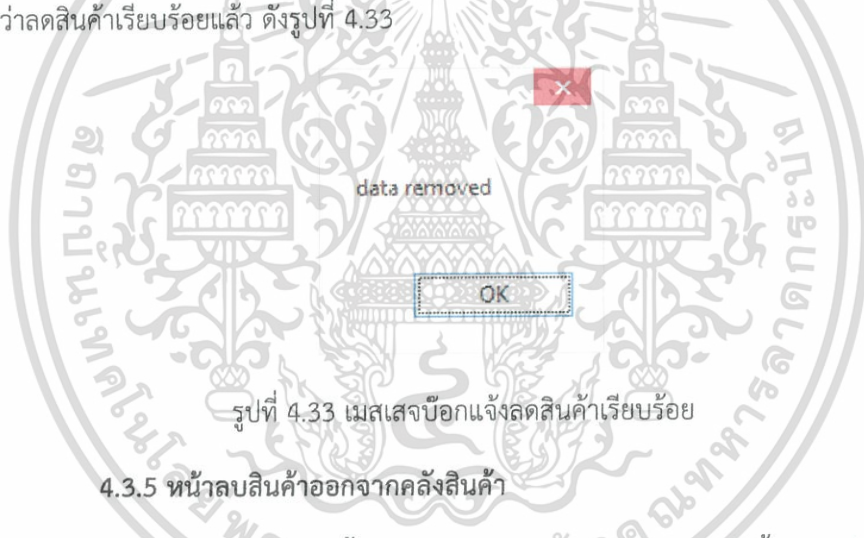 ว่าลดสินค้าเรียบร้อยแล้ว ดังรูปที่ 4.33
data removed
OK
รูปที่ 4.33 เมสเสจบ๊อกแจ้งลดสินค้าเรียบร้อย
4.3.5 หน้าลบสินค้าออกจากคลังสินค้า